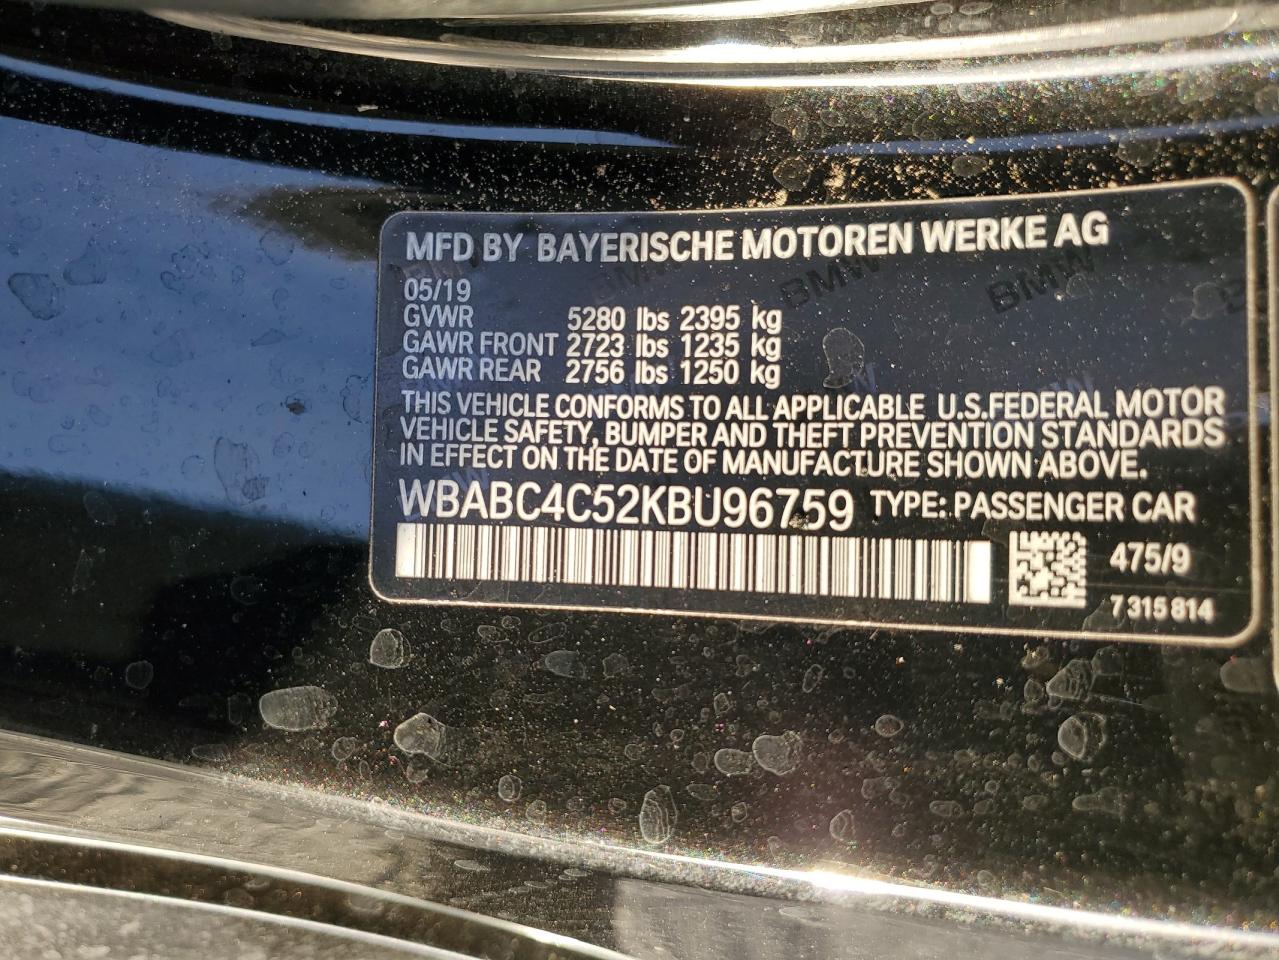 MFD BY BAYERISCHE MOTOREN WERKE AG
05/19
GVWR 5280 lbs 2395 kg
GAWR FRONT 2723 lbs 1235 kg
GAWR REAR 2756 lbs 1250 kg
THIS VEHICLE CONFORMS TO ALL APPLICABLE U.S.FEDERAL MOTOR
VEHICLE SAFETY, BUMPER AND THEFT PREVENTION STANDARDS
IN EFFECT ON THE DATE OF MANUFACTURE SHOWN ABOVE.
WBABC4C52KBU96759 TYPE: PASSENGER CAR
475/9
7 315 814
BMW
BMW